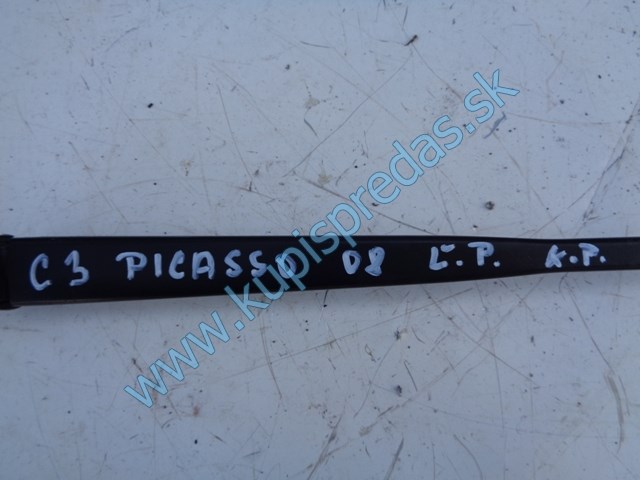 C3 PICASSO 08 Ľ.P. K.P.
www.kupispredas.sk